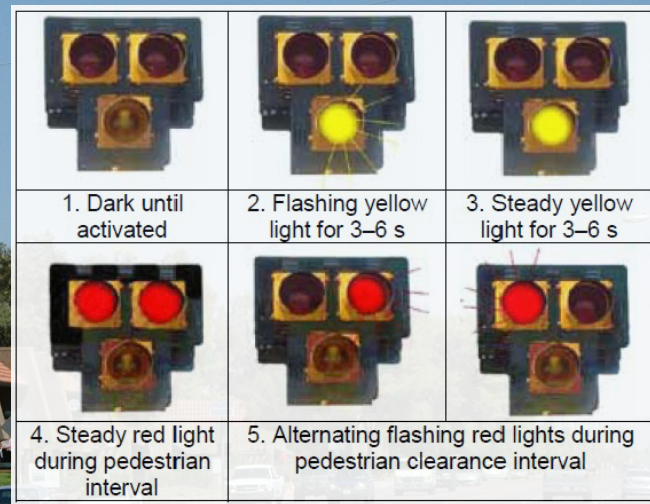 1. Dark until
activated
2. Flashing yellow
light for 3–6 s
3. Steady yellow
light for 3–6 s
4. Steady red light
during pedestrian
interval
5. Alternating flashing red lights during
pedestrian clearance interval